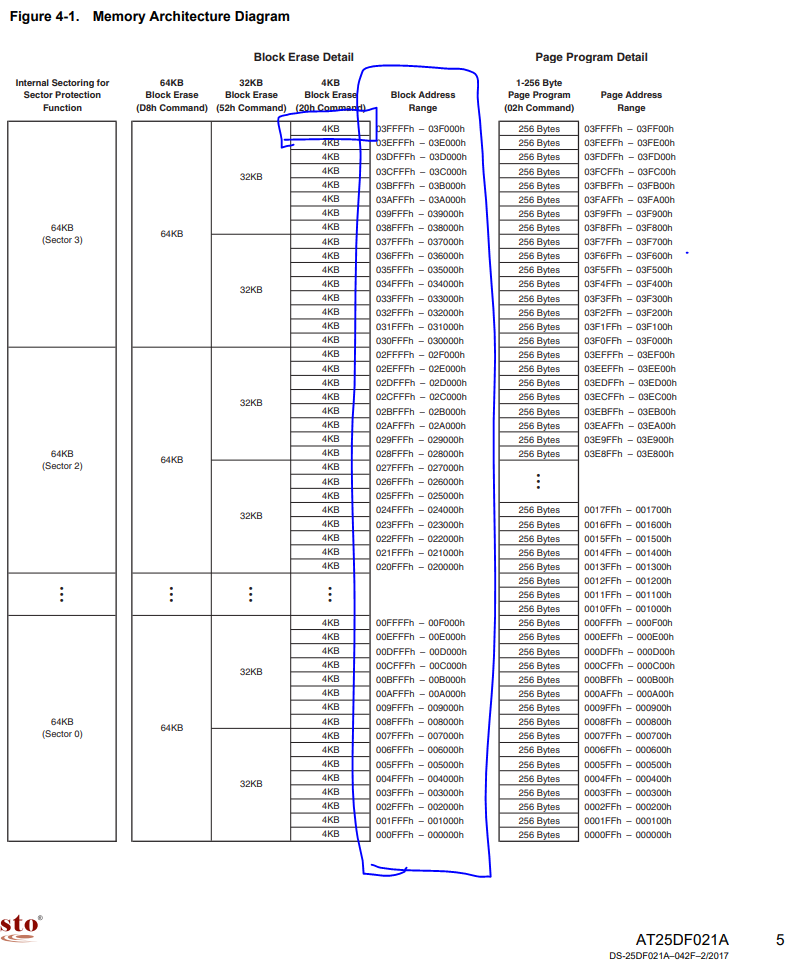 Figure 4-1. Memory Architecture Diagram
Block Erase Detail Page Program Detail
Internal Sectoring for 64KB 32KB 4KB 1-256 Byte
Sector Protection Block Erase Block Erase Block Erase Block Address Page Program Page Address
Function (D8h Command) (52h Command) (20h Command) Range (02h Command) Range
4KB 03FFFFh – 03F000h 256 Bytes 03FFFFh – 03FF00h
4KB 03EFFFh – 03E000h 256 Bytes 03FEFFh – 03FE00h
4KB 03DFFFh – 03D000h 256 Bytes 03FDFFh – 03FD00h
4KB 03CFFFh – 03C000h 256 Bytes 03FCFFh – 03FC00h
32KB
4KB 03BFFFh – 03B000h 256 Bytes 03FBFFh – 03FB00h
4KB 03AFFFh – 03A000h 256 Bytes 03FAFFh – 03FA00h
4KB 039FFFh – 039000h 256 Bytes 03F9FFh – 03F900h
64KB 4KB 038FFFh – 038000h 256 Bytes 03F8FFh – 03F800h
64KB
(Sector 3) 4KB 037FFFh – 037000h 256 Bytes 03F7FFh – 03F700h
4KB 036FFFh – 036000h 256 Bytes 03F6FFh – 03F600h
4KB 035FFFh – 035000h 256 Bytes 03F5FFh – 03F500h
4KB 034FFFh – 034000h 256 Bytes 03F4FFh – 03F400h
32KB
4KB 033FFFh – 033000h 256 Bytes 03F3FFh – 03F300h
4KB 032FFFh – 032000h 256 Bytes 03F2FFh – 03F200h
4KB 031FFFh – 031000h 256 Bytes 03F1FFh – 03F100h
4KB 030FFFh – 030000h 256 Bytes 03F0FFh – 03F000h
4KB 02FFFFh – 02F000h 256 Bytes 03EFFFh – 03EF00h
4KB 02EFFFh – 02E000h 256 Bytes 03EEFFh – 03EE00h
4KB 02DFFFh – 02D000h 256 Bytes 03EDFFh – 03ED00h
4KB 02CFFFh – 02C000h 256 Bytes 03ECFFh – 03EC00h
32KB
4KB 02BFFFh – 02B000h 256 Bytes 03EBFFh – 03EB00h
4KB 02AFFFh – 02A000h 256 Bytes 03EAFFh – 03EA00h
4KB 029FFFh – 029000h 256 Bytes 03E9FFh – 03E900h
64KB 4KB 028FFFh – 028000h 256 Bytes 03E8FFh – 03E800h
64KB
(Sector 2) 4KB 027FFFh – 027000h
4KB 026FFFh – 026000h
4KB 025FFFh – 025000h
4KB 024FFFh – 024000h 256 Bytes 0017FFh – 001700h
32KB
4KB 023FFFh – 023000h 256 Bytes 0016FFh – 001600h
4KB 022FFFh – 022000h 256 Bytes 0015FFh – 001500h
4KB 021FFFh – 021000h 256 Bytes 0014FFh – 001400h
4KB 020FFFh – 020000h 256 Bytes 0013FFh – 001300h
256 Bytes 0012FFh – 001200h
256 Bytes 0011FFh – 001100h
256 Bytes 0010FFh – 001000h
4KB 00FFFFh – 00F000h 256 Bytes 000FFFh – 000F00h
4KB 00EFFFh – 00E000h 256 Bytes 000EFFh – 000E00h
4KB 00DFFFh – 00D000h 256 Bytes 000DFFh – 000D00h
4KB 00CFFFh – 00C000h 256 Bytes 000CFFh – 000C00h
32KB
4KB 00BFFFh – 00B000h 256 Bytes 000BFFh – 000B00h
4KB 00AFFFh – 00A000h 256 Bytes 000AFFh – 000A00h
4KB 009FFFh – 009000h 256 Bytes 0009FFh – 000900h
64KB 4KB 008FFFh – 008000h 256 Bytes 0008FFh – 000800h
64KB
(Sector 0) 4KB 007FFFh – 007000h 256 Bytes 0007FFh – 000700h
4KB 006FFFh – 006000h 256 Bytes 0006FFh – 000600h
4KB 005FFFh – 005000h 256 Bytes 0005FFh – 000500h
4KB 004FFFh – 004000h 256 Bytes 0004FFh – 000400h
32KB
4KB 003FFFh – 003000h 256 Bytes 0003FFh – 000300h
4KB 002FFFh – 002000h 256 Bytes 0002FFh – 000200h
4KB 001FFFh – 001000h 256 Bytes 0001FFh – 000100h
4KB 000FFFh – 000000h 256 Bytes 0000FFh – 000000h
sto®
AT25DF021A 5
DS-25DF021A–042F–2/2017